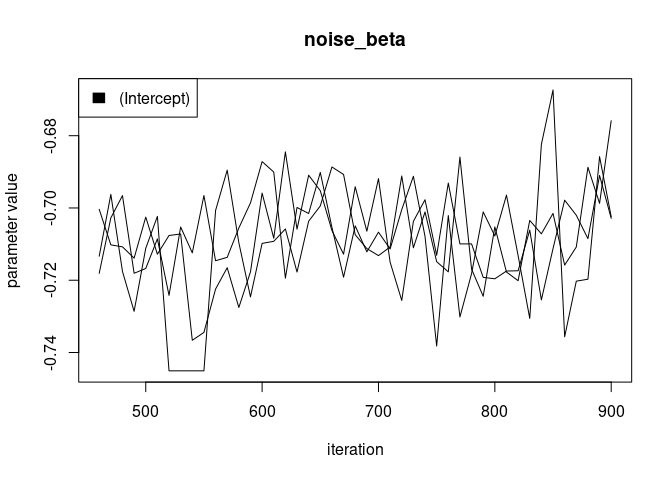 noise_beta
(Intercept)
parameter value
-0.68
-0.70
-0.72
-0.74
500 600 700 800 900
iteration